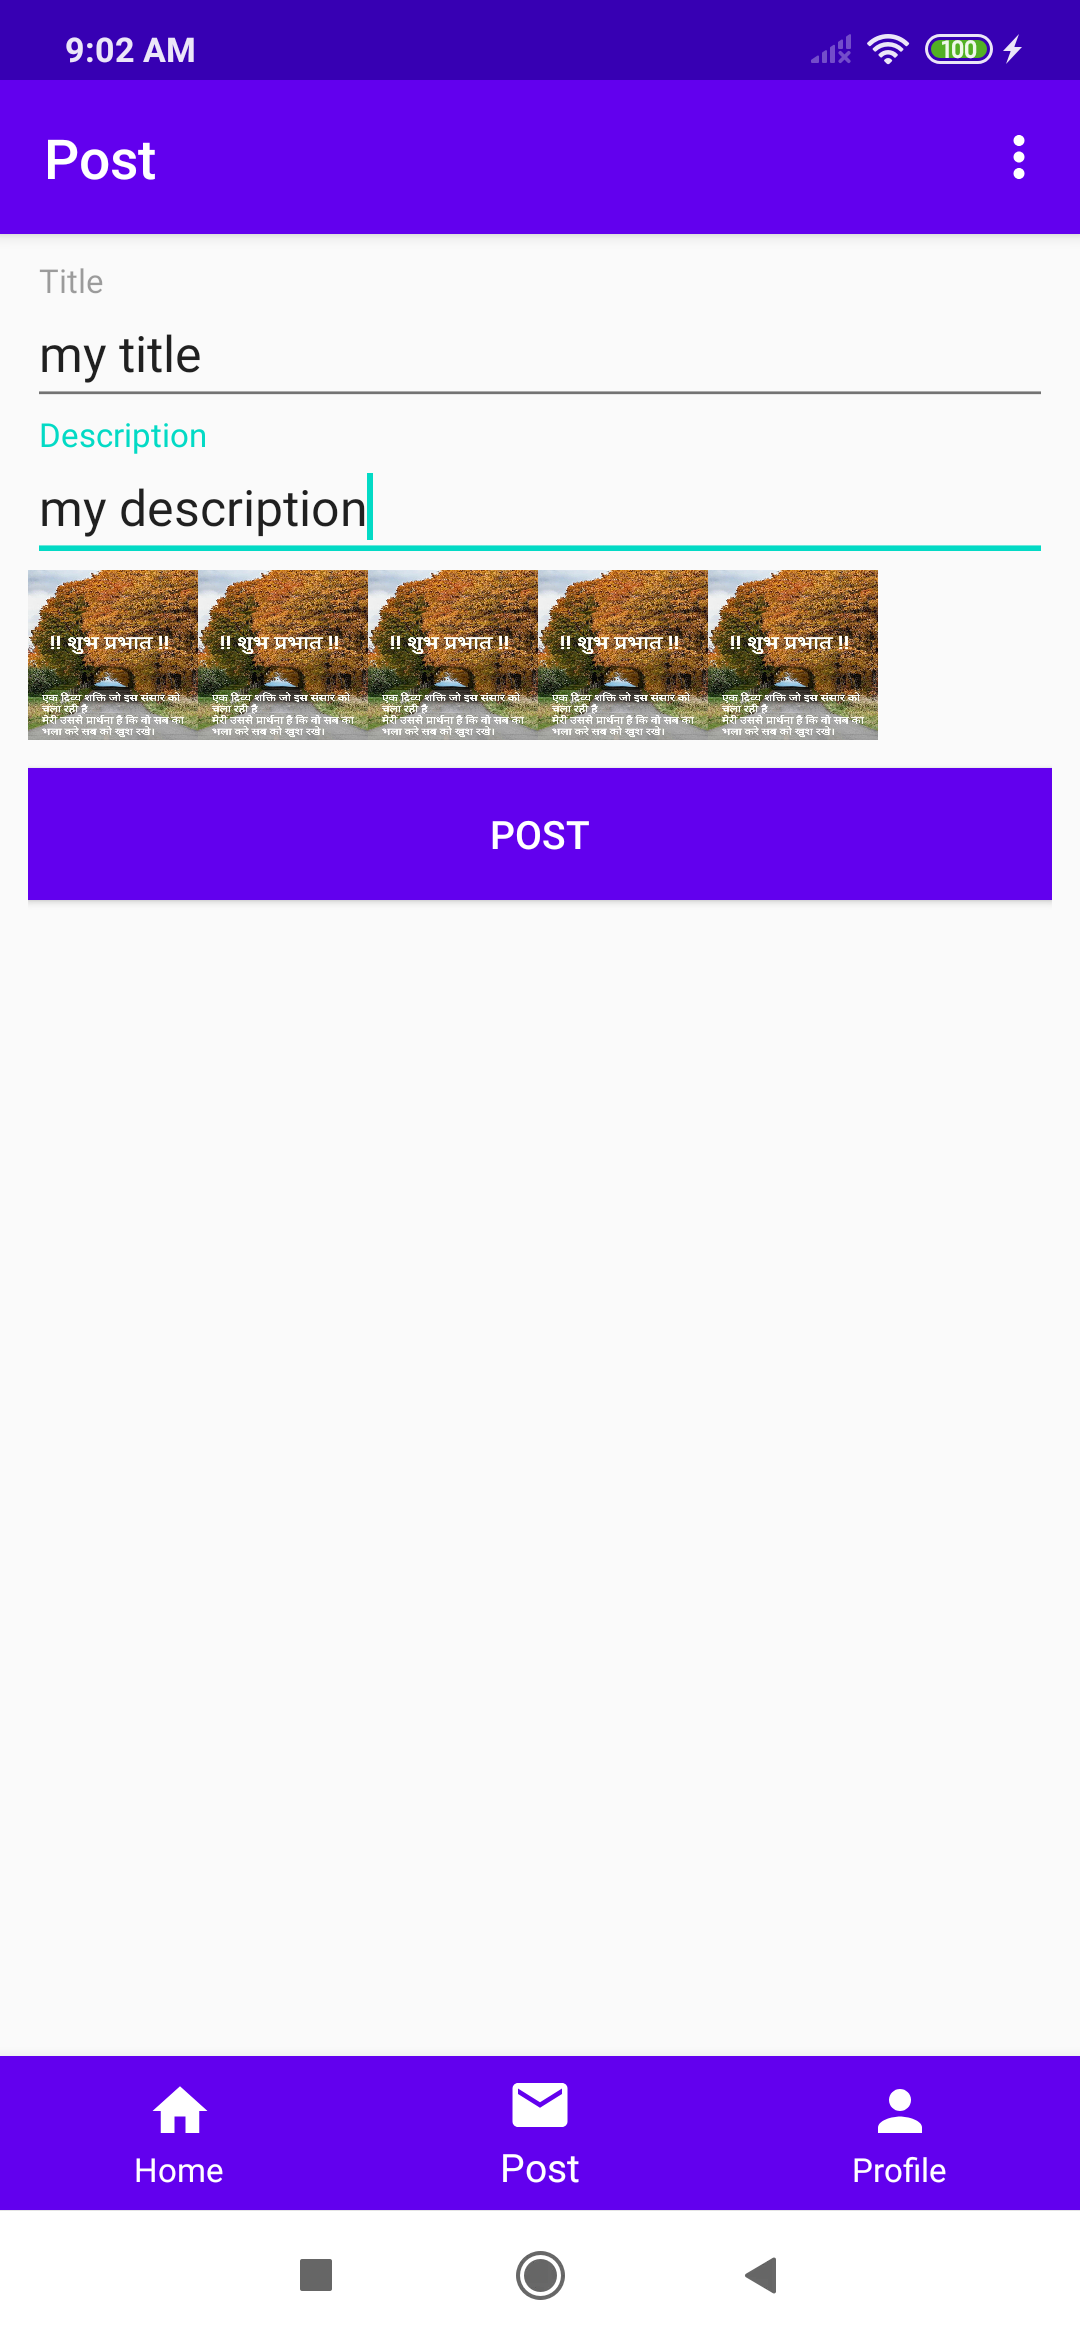 9:02 AM
100
Post
Title
my title
Description
my description
!! शुभ प्रभात !! !! शुभ प्रभात !! !! शुभ प्रभात !! !! शुभ प्रभात !! !! शुभ प्रभात !!
एक दिव्य शक्ति जो इस संसार को एक दिव्य शक्ति जो इस संसार को एक दिव्य शक्ति जो इस संसार को एक दिव्य शक्ति जो इस संसार को एक दिव्य शक्ति जो इस संसार को
चला रही है चला रही है चला रही है चला रही है चला रही है
मेरी उससे प्रार्थना है कि वो सब का मेरी उससे प्रार्थना है कि वो सब का मेरी उससे प्रार्थना है कि वो सब का मेरी उससे प्रार्थना है कि वो सब का मेरी उससे प्रार्थना है कि वो सब का
भला करे सब को खुश रखे। भला करे सब को खुश रखे। भला करे सब को खुश रखे। भला करे सब को खुश रखे। भला करे सब को खुश रखे।
POST
Home Post Profile